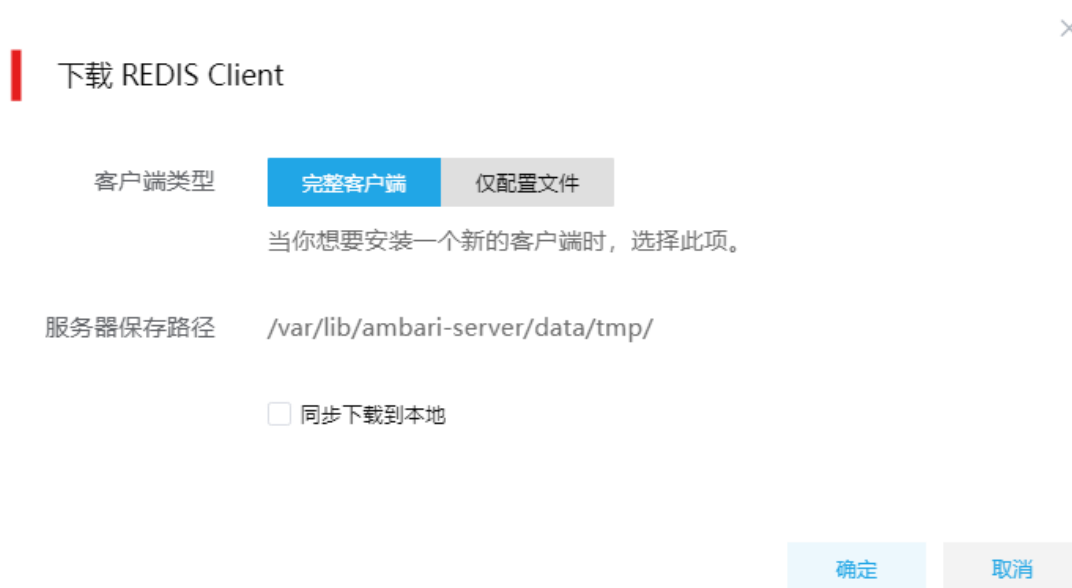 下载 REDIS Client
客户端类型 完整客户端 仅配置文件
当你想要安装一个新的客户端时，选择此项。
服务器保存路径 /var/lib/ambari-server/data/tmp/
同步下载到本地
确定 取消